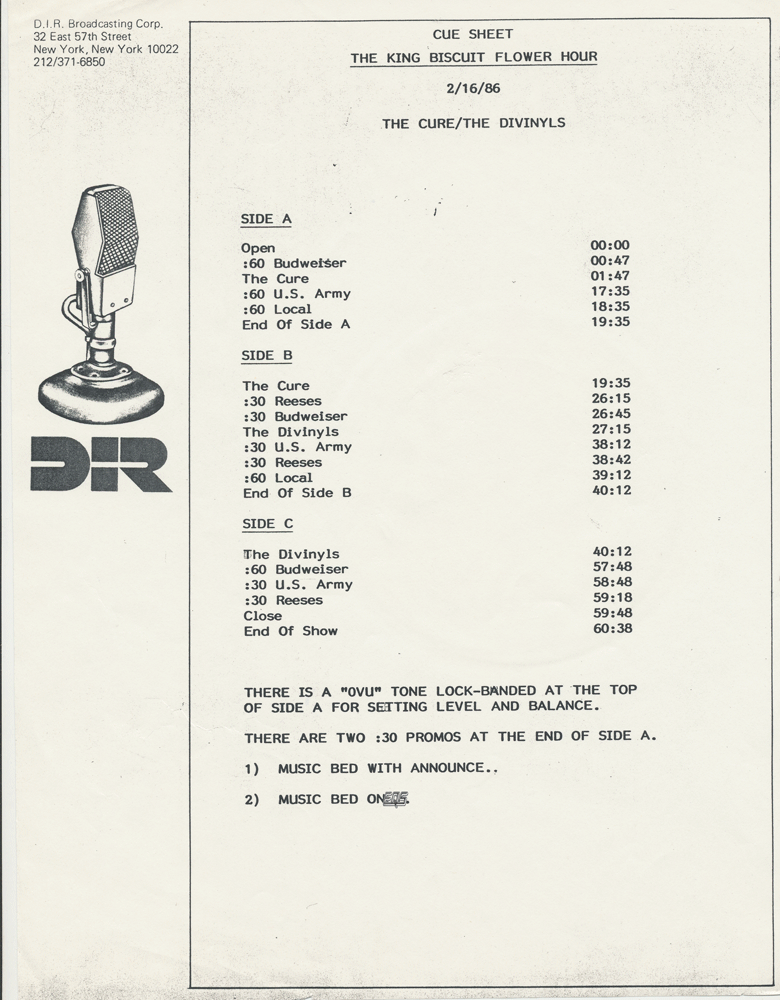 D.I.R. Broadcasting Corp.
32 East 57th Street
New York, New York 10022
212/371-6850
DIR
CUE SHEET
THE KING BISCUIT FLOWER HOUR
2/16/86
THE CURE/THE DIVINYLS
SIDE A
Open 00:00
:60 Budweiser 00:47
The Cure 01:47
:60 U.S. Army 17:35
:60 Local 18:35
End Of Side A 19:35
SIDE B
The Cure 19:35
:30 Reeses 26:15
:30 Budweiser 26:45
The Divinyls 27:15
:30 U.S. Army 38:12
:30 Reeses 38:42
:60 Local 39:12
End Of Side B 40:12
SIDE C
The Divinyls 40:12
:60 Budweiser 57:48
:30 U.S. Army 58:48
:30 Reeses 59:18
Close 59:48
End Of Show 60:38
THERE IS A "0VU" TONE LOCK-BANDED AT THE TOP
OF SIDE A FOR SETTING LEVEL AND BALANCE.
THERE ARE TWO :30 PROMOS AT THE END OF SIDE A.
1) MUSIC BED WITH ANNOUNCE..
2) MUSIC BED